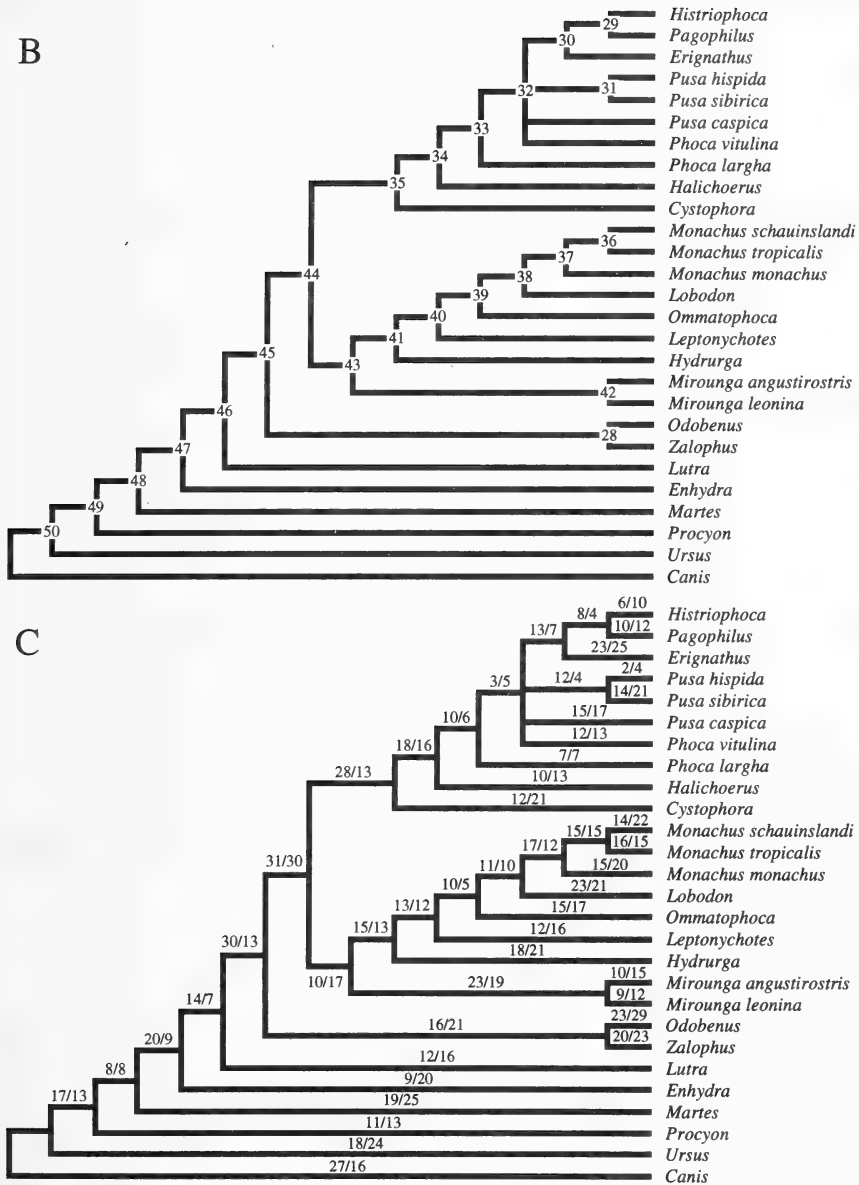 B
29
Histriophoca
Pagophilus
30
Erignathus
31
Pusa hispida
Pusa sibirica
32
Pusa caspica
33
Phoca vitulina
34
Phoca largha
35
Halichoerus
Cystophora
36
Monachus schauinslandi
Monachus tropicalis
37
Monachus monachus
44
38
Lobodon
39
Ommatophoca
40
Leptonychotes
41
Hydrurga
43
45
42
Mirounga angustirostris
Mirounga leonina
46
28
Odobenus
Zalophus
47
Lutra
48
Enhydra
49
Martes
50
Procyon
Ursus
Canis
C
6/10
Histriophoca
8/4
10/12
Pagophilus
13/7
23/25
Erignathus
2/4
Pusa hispida
12/4
14/21
Pusa sibirica
3/5
15/17
Pusa caspica
12/13
Phoca vitulina
10/6
7/7
Phoca largha
18/16
10/13
Halichoerus
28/13
12/21
Cystophora
14/22
Monachus schauinslandi
15/15
16/15
Monachus tropicalis
17/12
15/20
Monachus monachus
31/30
11/10
23/21
Lobodon
10/5
15/17
Ommatophoca
13/12
12/16
Leptonychotes
15/13
18/21
Hydrurga
30/13
10/17
23/19
10/15
Mirounga angustirostris
9/12
Mirounga leonina
14/7
16/21
23/29
Odobenus
20/23
Zalophus
20/9
12/16
Lutra
8/8
9/20
Enhydra
17/13
19/25
Martes
11/13
Procyon
18/24
Ursus
27/16
Canis